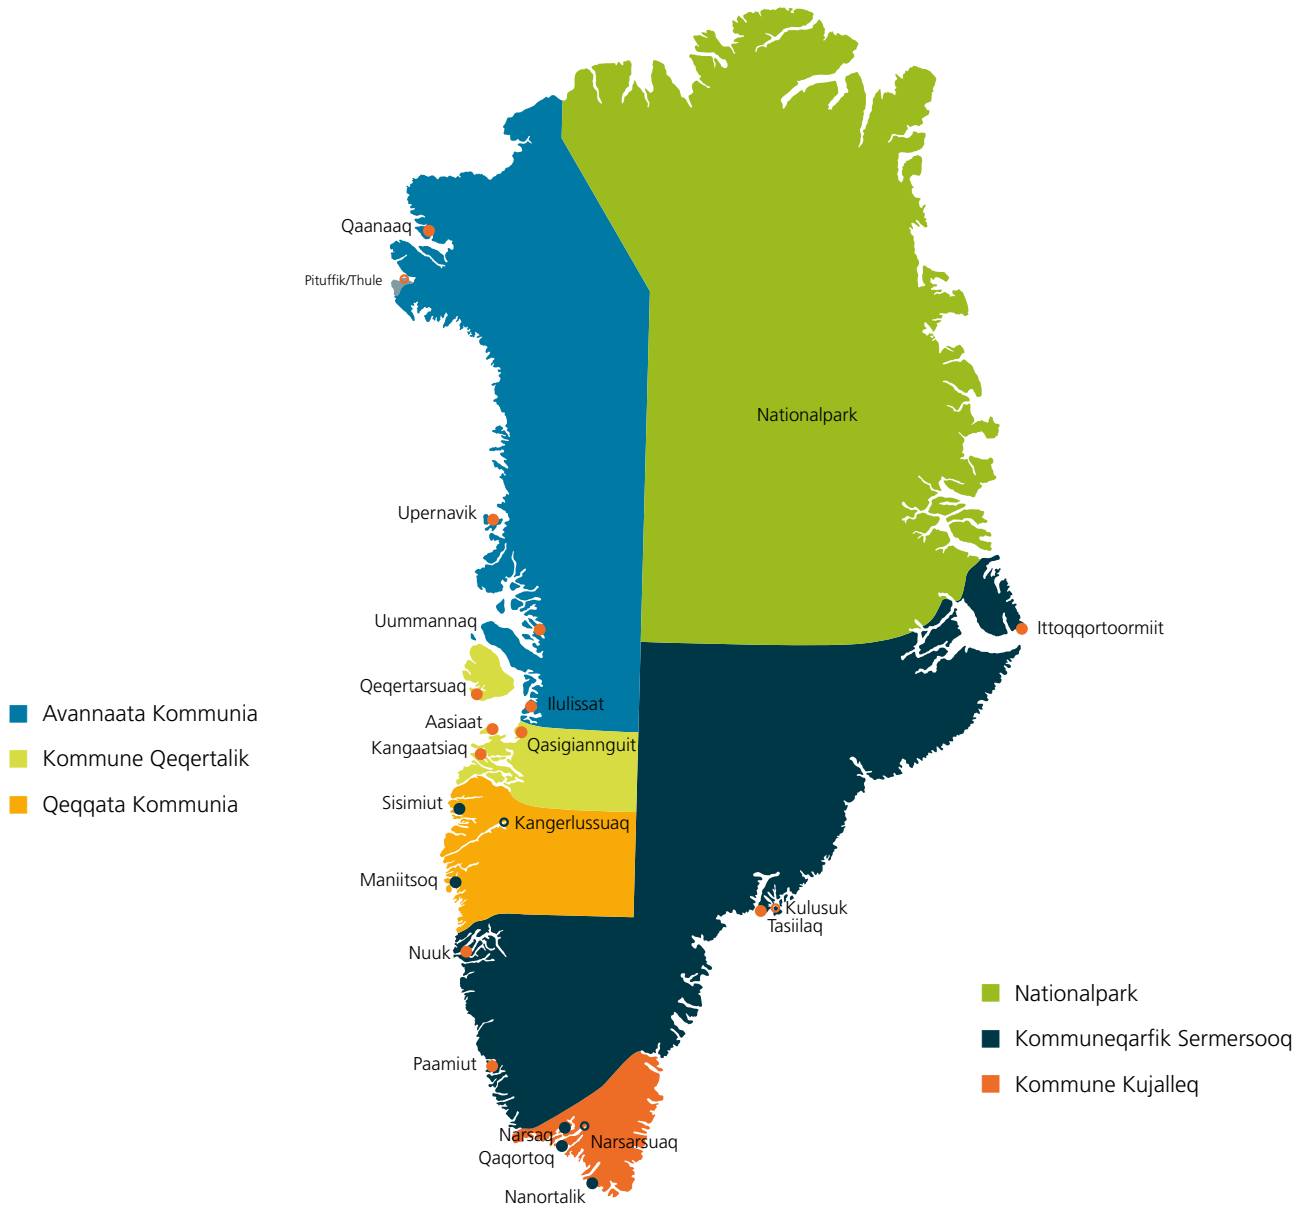 Qaanaaq
Pituffik/Thule
Nationalpark
Upernavik
Uummannaq
Ittoqqortoormiit
Qeqertarsuaq
Ilulissat
Aasiaat
Qasigiannguit
Kangaatsiaq
Avannaata Kommunia
Kommune Qeqertalik
Qeqqata Kommunia
Sisimiut
Kangerlussuaq
Maniitsoq
Kulusuk
Tasiilaq
Nuuk
Paamiut
Narsaq
Narsarsuaq
Qaqortoq
Nanortalik
Nationalpark
Kommuneqarfik Sermersooq
Kommune Kujalleq